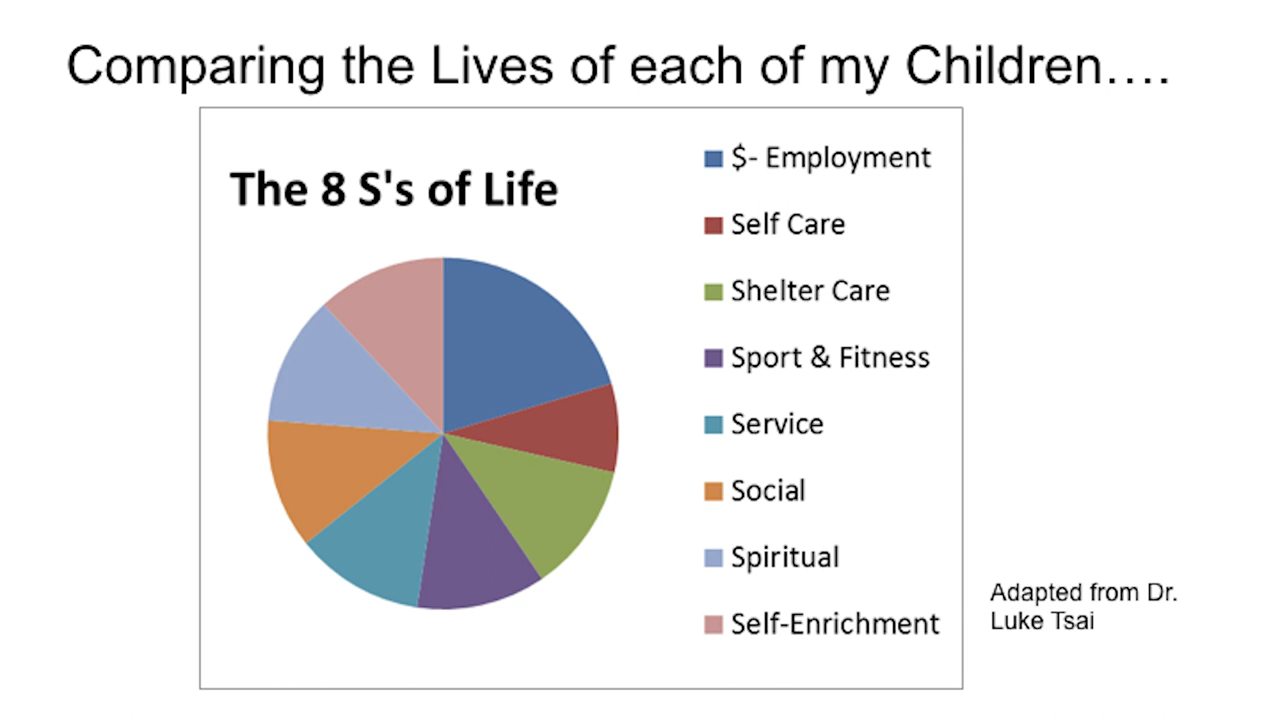 Comparing the Lives of each of my Children….
The 8 S's of Life
$- Employment
Self Care
Shelter Care
Sport & Fitness
Service
Social
Spiritual
Self-Enrichment
Adapted from Dr.
Luke Tsai